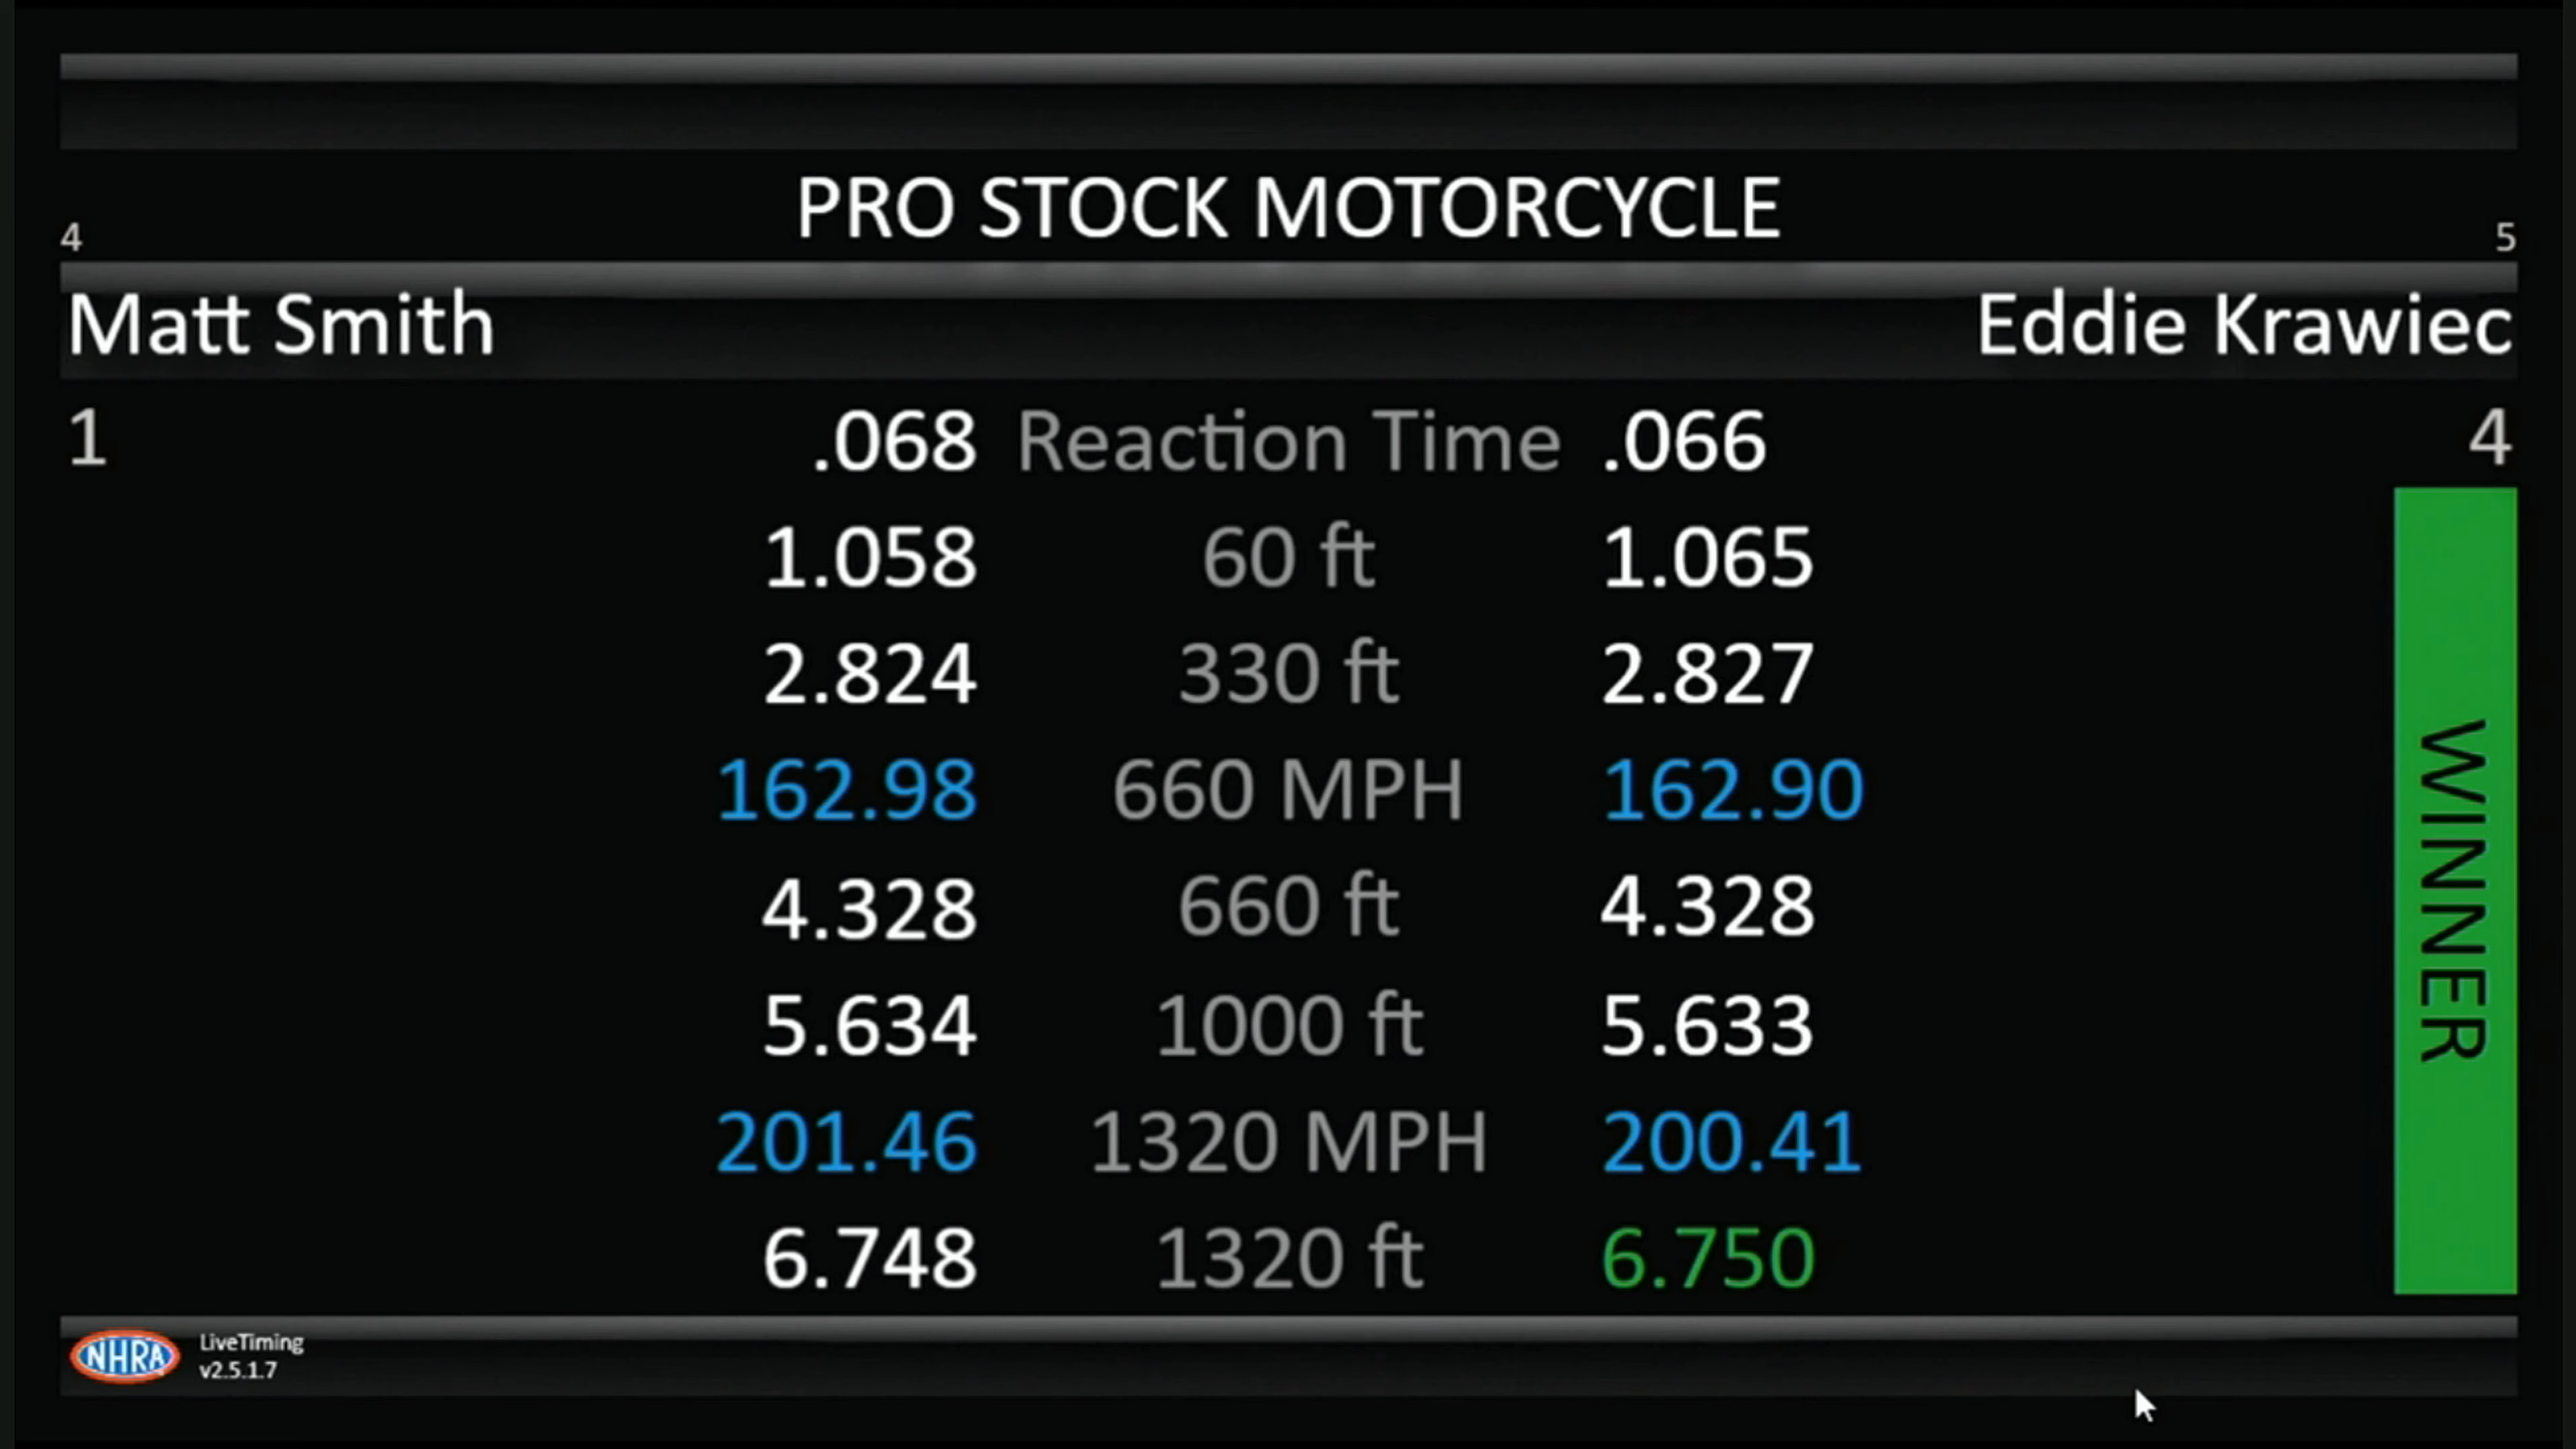 PRO STOCK MOTORCYCLE
4 5
Matt Smith Eddie Krawiec
1 .068 Reaction Time .066 4
1.058 60 ft 1.065
2.824 330 ft 2.827
162.98 660 MPH 162.90
4.328 660 ft 4.328
5.634 1000 ft 5.633
201.46 1320 MPH 200.41
6.748 1320 ft 6.750
WINNER
NHRA LiveTiming
v2.5.1.7